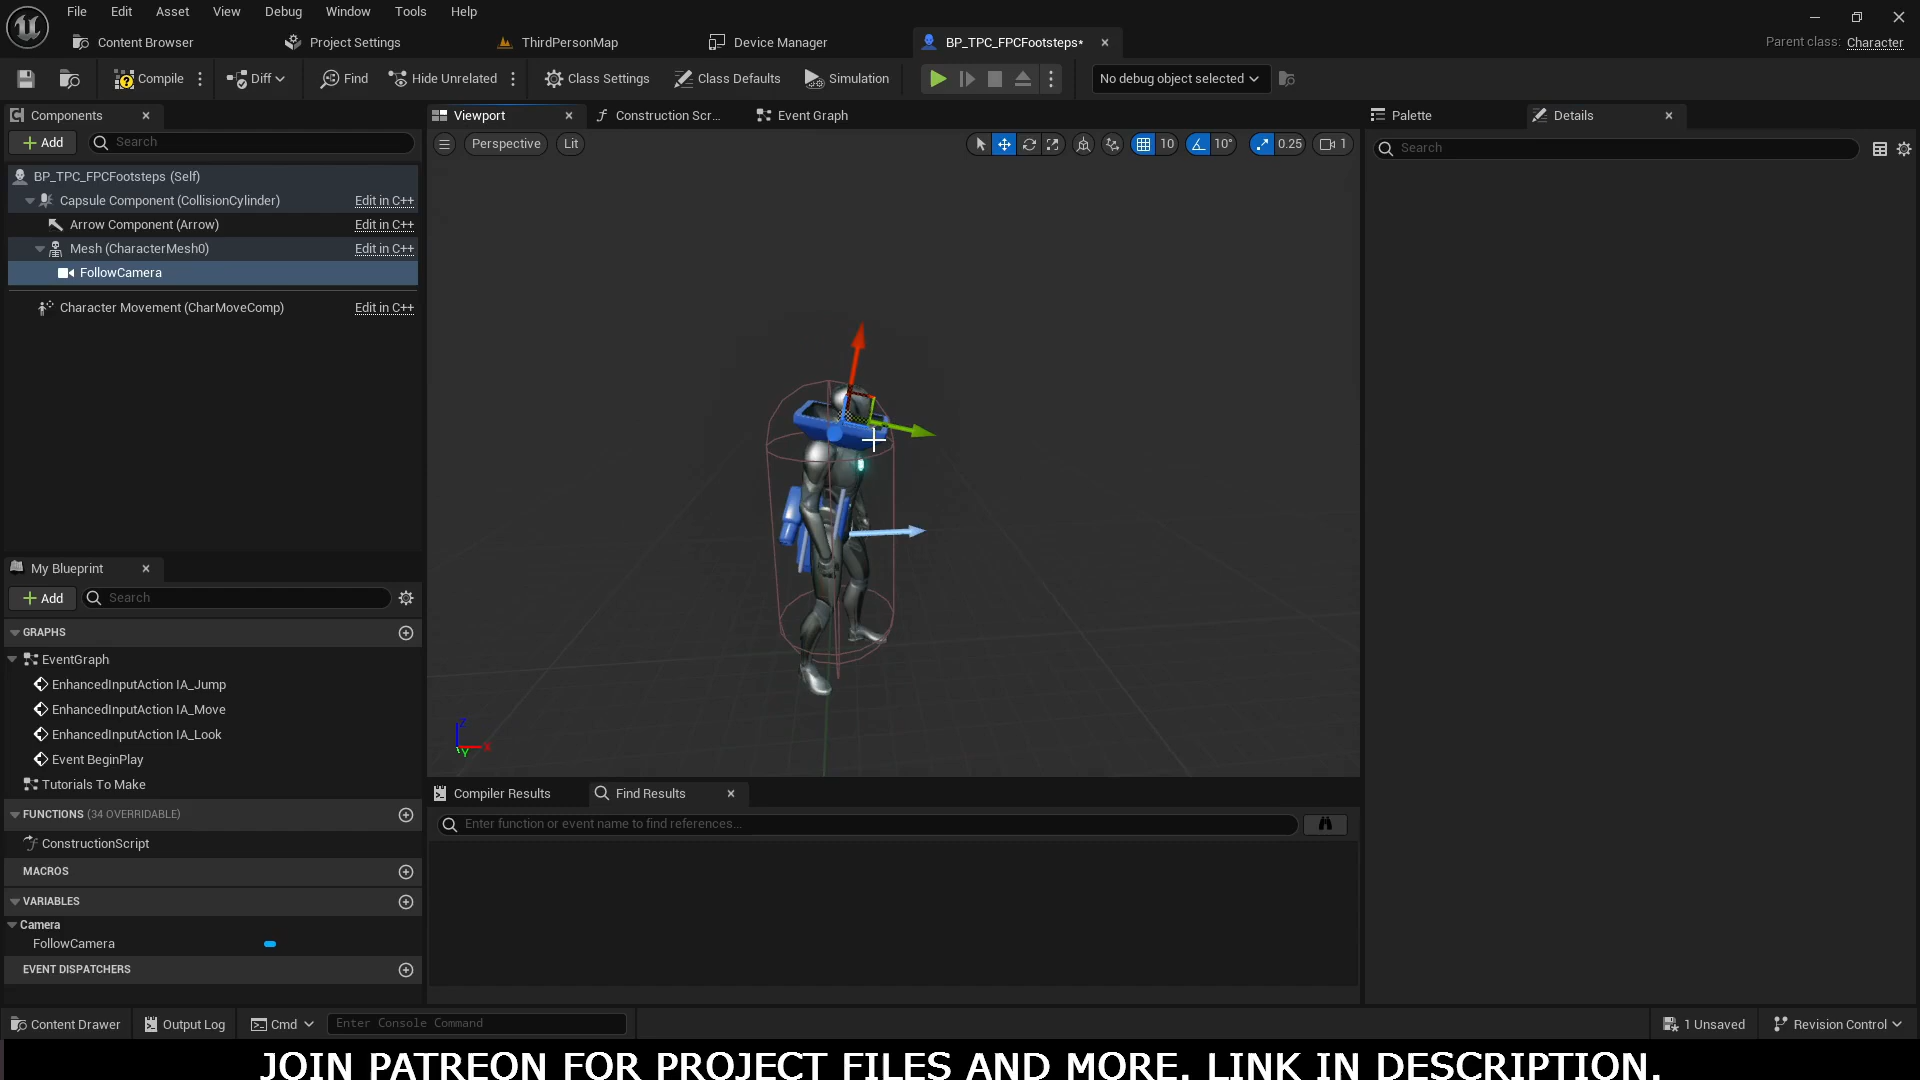 File Edit Asset View Debug Window Tools Help
Content Browser Project Settings ThirdPersonMap Device Manager BP_TPC_FPCFootsteps* Parent class: Character
Compile Diff Find Hide Unrelated Class Settings Class Defaults Simulation No debug object selected
Components
Add Search
BP_TPC_FPCFootsteps (Self)
Capsule Component (CollisionCylinder) Edit in C++
Arrow Component (Arrow) Edit in C++
Mesh (CharacterMesh0) Edit in C++
FollowCamera
Character Movement (CharMoveComp) Edit in C++
Viewport Construction Scr... Event Graph
Perspective Lit 10 10° 0.25 1
Z
X
Y
Palette Details
Search
My Blueprint
Add Search
GRAPHS
EventGraph
EnhancedInputAction IA_Jump
EnhancedInputAction IA_Move
EnhancedInputAction IA_Look
Event BeginPlay
Tutorials To Make
FUNCTIONS (34 OVERRIDABLE)
ConstructionScript
MACROS
VARIABLES
Camera
FollowCamera
EVENT DISPATCHERS
Compiler Results Find Results
Enter function or event name to find references...
Content Drawer Output Log Cmd Enter Console Command 1 Unsaved Revision Control
JOIN PATREON FOR PROJECT FILES AND MORE. LINK IN DESCRIPTION.